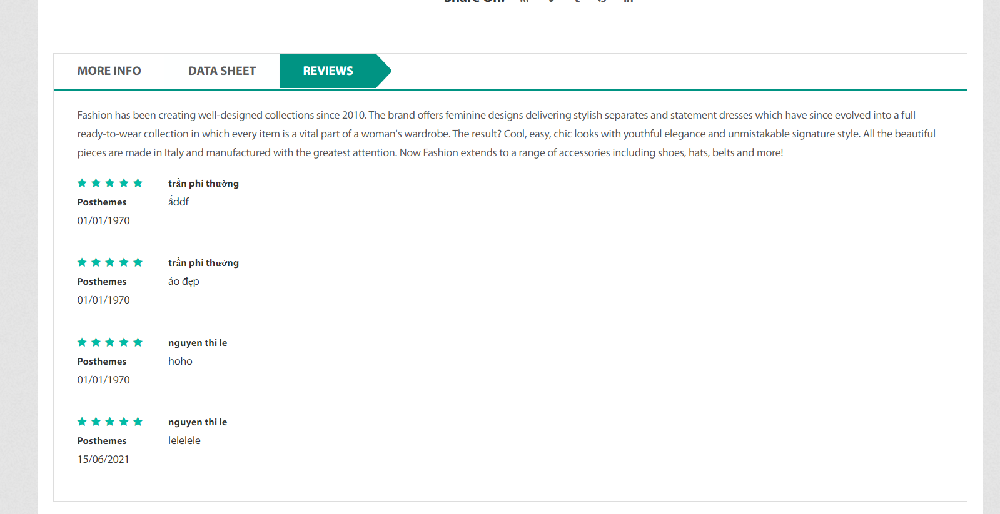 Share On:
MORE INFO
DATA SHEET
REVIEWS
Fashion has been creating well-designed collections since 2010. The brand offers feminine designs delivering stylish separates and statement dresses which have since evolved into a full
ready-to-wear collection in which every item is a vital part of a woman's wardrobe. The result? Cool, easy, chic looks with youthful elegance and unmistakable signature style. All the beautiful
pieces are made in Italy and manufactured with the greatest attention. Now Fashion extends to a range of accessories including shoes, hats, belts and more!
trần phi thường
Posthemes
ấddf
01/01/1970
trần phi thường
Posthemes
áo đẹp
01/01/1970
nguyen thi le
Posthemes
hoho
01/01/1970
nguyen thi le
Posthemes
lelelele
15/06/2021